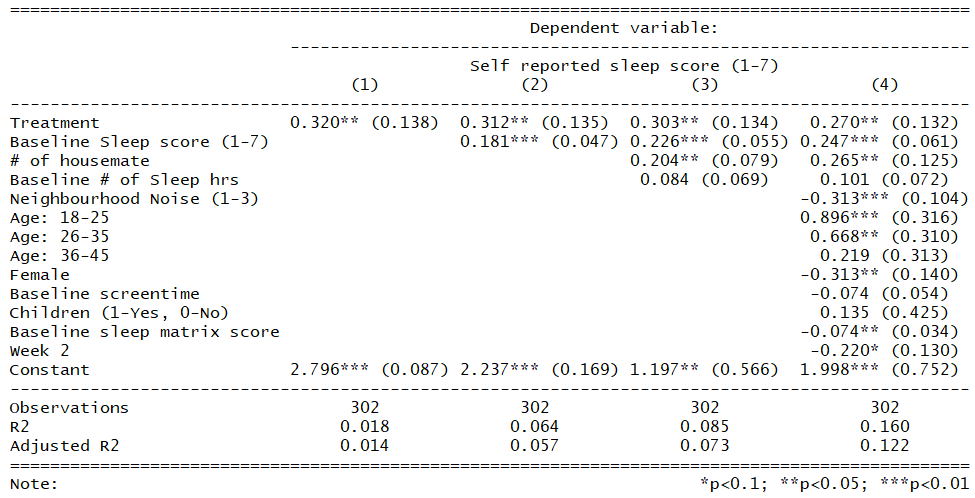 Dependent variable:
Self reported sleep score (1-7)
(1) (2) (3) (4)
Treatment 0.320** (0.138) 0.312** (0.135) 0.303** (0.134) 0.270** (0.132)
Baseline Sleep score (1-7) 0.181*** (0.047) 0.226*** (0.055) 0.247*** (0.061)
# of housemate 0.204** (0.079) 0.265** (0.125)
Baseline # of Sleep hrs 0.084 (0.069) 0.101 (0.072)
Neighbourhood Noise (1-3) -0.313*** (0.104)
Age: 18-25 0.896*** (0.316)
Age: 26-35 0.668** (0.310)
Age: 36-45 0.219 (0.313)
Female -0.313** (0.140)
Baseline screentime -0.074 (0.054)
Children (1-Yes, 0-No) 0.135 (0.425)
Baseline sleep matrix score -0.074** (0.034)
Week 2 -0.220* (0.130)
Constant 2.796*** (0.087) 2.237*** (0.169) 1.197** (0.566) 1.998*** (0.752)
Observations 302 302 302 302
R2 0.018 0.064 0.085 0.160
Adjusted R2 0.014 0.057 0.073 0.122
Note: *p<0.1; **p<0.05; ***p<0.01